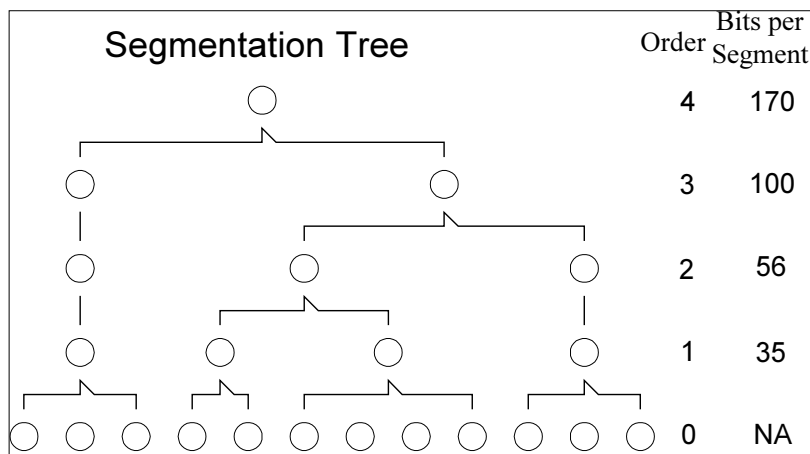 Segmentation Tree
Order
Bits per
Segment
4 170
3 100
2 56
1 35
0 NA